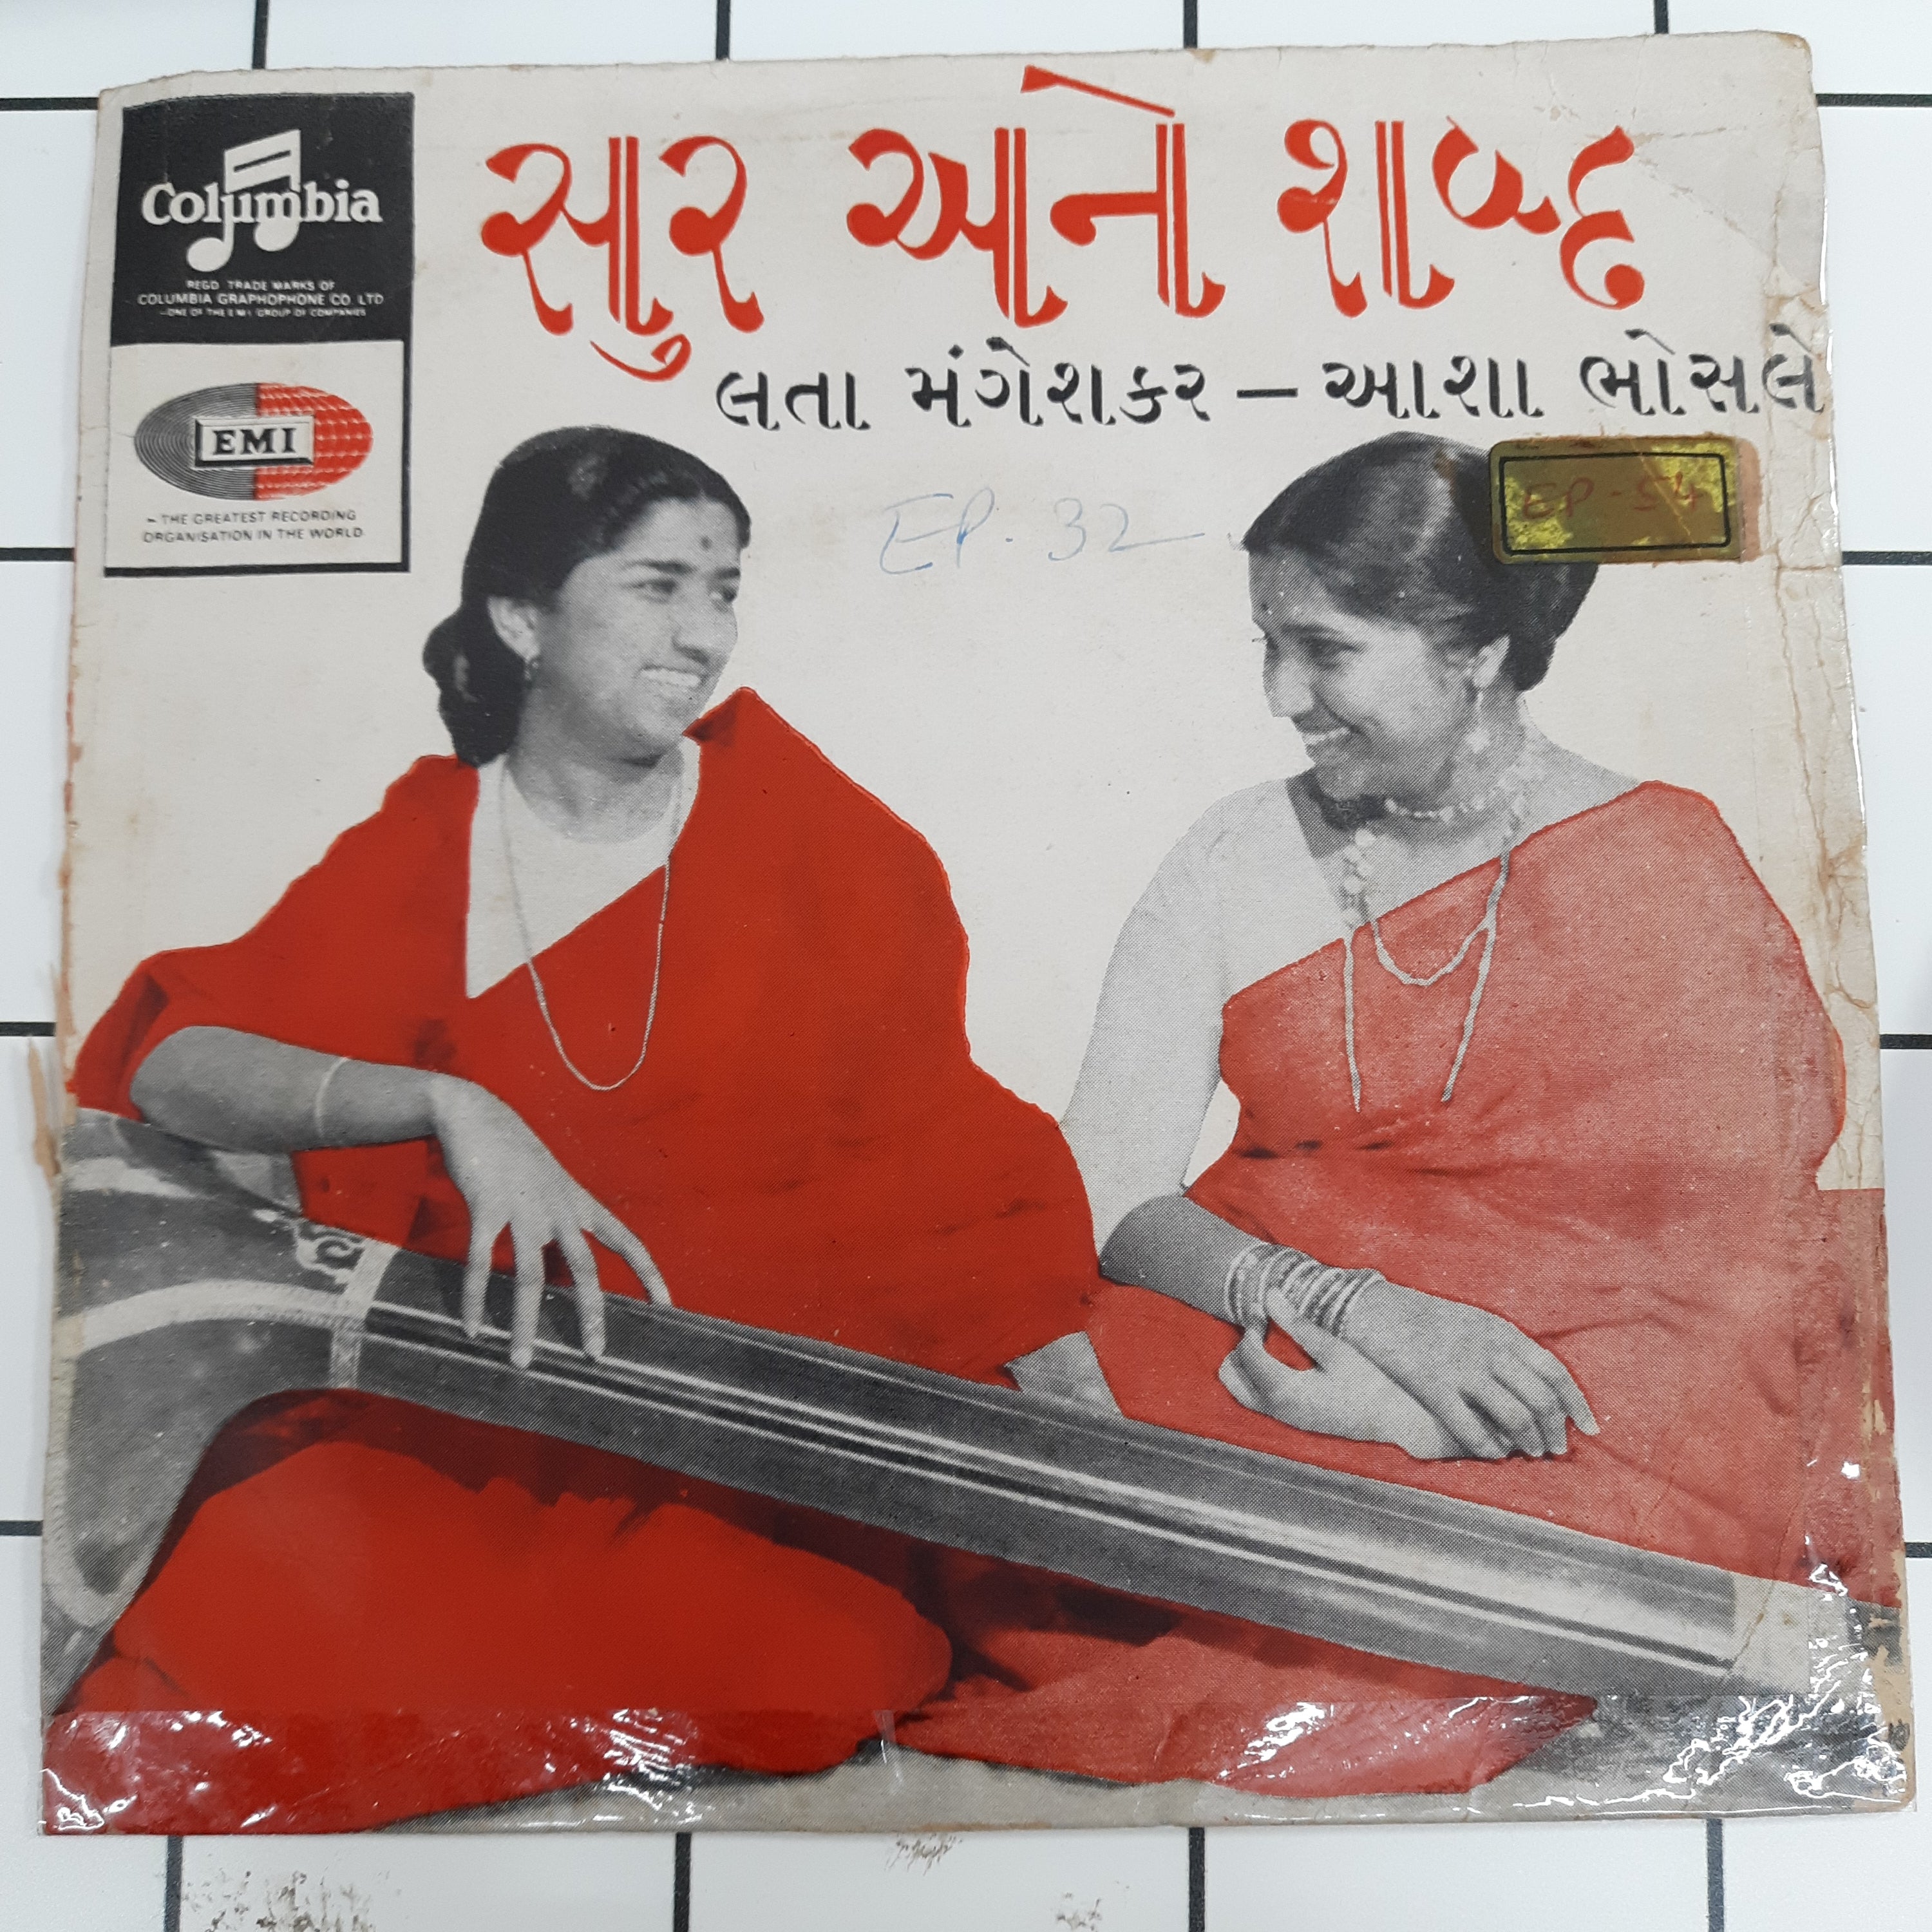 Columbia
REGD. TRADE MARKS OF
COLUMBIA GRAPHOPHONE CO. LTD
—ONE OF THE E M I GROUP OF COMPANIES
EMI
– THE GREATEST RECORDING
ORGANISATION IN THE WORLD
સુર અને શબ્દ
લતા મંગેશકર – આશા ભોસલે
EP. 32
EP - 54